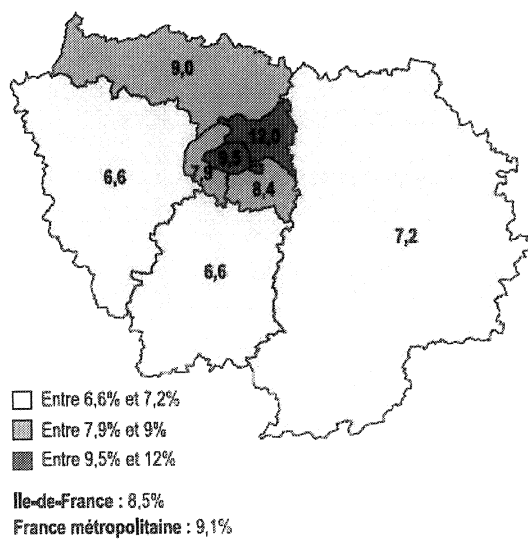 9,0
12,0
9,5
7,9
6,6
8,4
7,2
6,6
Entre 6,6% et 7,2%
Entre 7,9% et 9%
Entre 9,5% et 12%
Ile-de-France : 8,5%
France métropolitaine : 9,1%